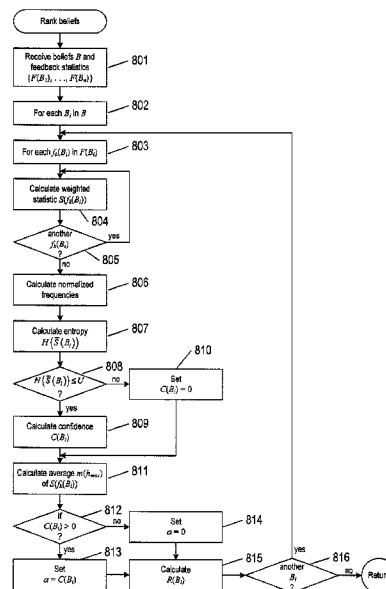 Rank beliefs
Receive beliefs B and
feedback statistics
{F(B₁), . . . , F(Bₙ)}
801
For each Bᵢ in B
802
For each fₖ(Bᵢ) in F(Bᵢ)
803
Calculate weighted
statistic S(fₖ(Bᵢ))
804
another
fₖ(Bᵢ)
?
yes
805
no
Calculate normalized
frequencies
806
Calculate entropy
H{S̄(Bᵢ)}
807
H{S̄(Bᵢ)} ≤ U
?
808
no
810
Set
C(Bᵢ) = 0
yes
Calculate confidence
C(Bᵢ)
809
Calculate average m(hₘₐₓ)
of S(fₖ(Bᵢ))
811
if
C(Bᵢ) > 0
?
812
no
Set
α = 0
814
yes
813
Set
α = C(Bᵢ)
Calculate
R(Bᵢ)
815
yes
816
another
Bᵢ
?
no
Return